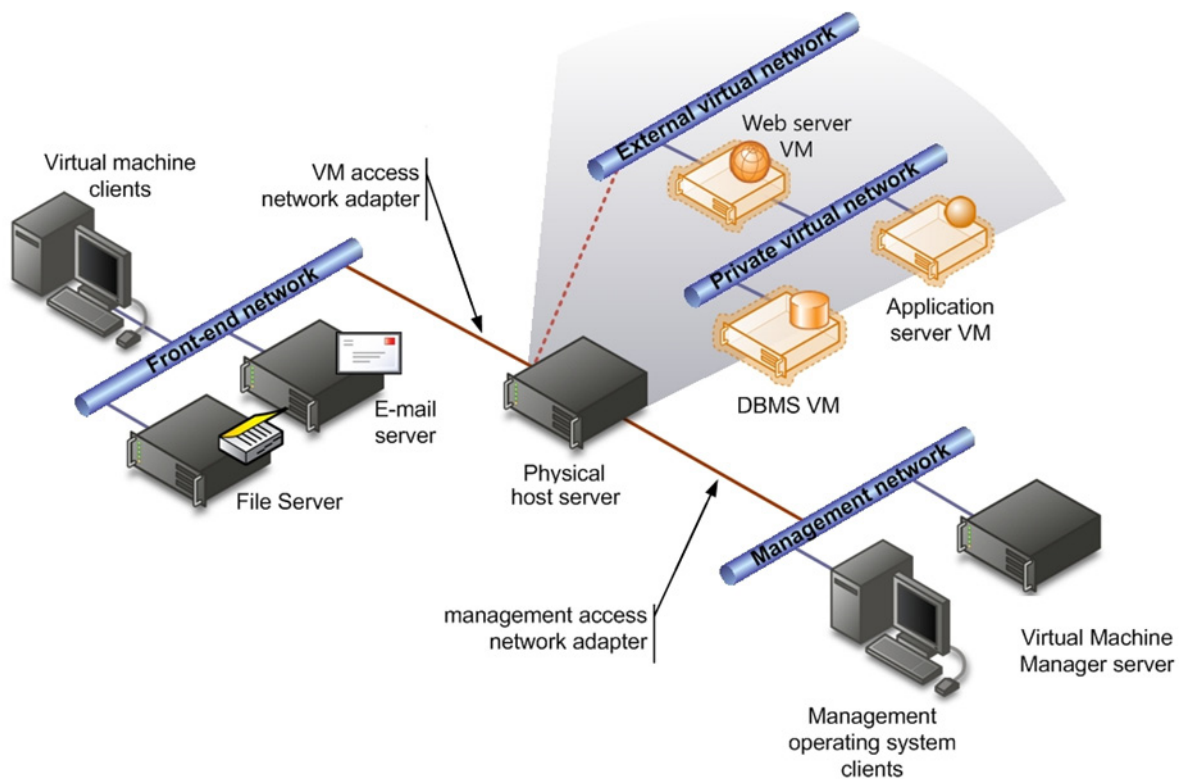 External virtual network
Web server
VM
Virtual machine
clients
VM access
network adapter
Private virtual network
Application
server VM
Front-end network
DBMS VM
E-mail
server
Physical
host server
File Server
Management network
management access
network adapter
Virtual Machine
Manager server
Management
operating system
clients